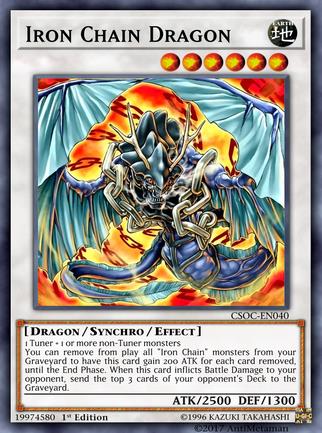 Iron Chain Dragon
EARTH
地
CSOC-EN040
[Dragon / Synchro / Effect]
1 Tuner + 1 or more non-Tuner monsters
You can remove from play all "Iron Chain" monsters from
your Graveyard to have this card gain 200 ATK for each card removed,
until the End Phase. When this card inflicts Battle Damage to your
opponent, send the top 3 cards of your opponent's Deck to the
Graveyard.
ATK/2500 DEF/1300
19974580 1st Edition ©1996 KAZUKI TAKAHASHI
©2017 AntiMetaman